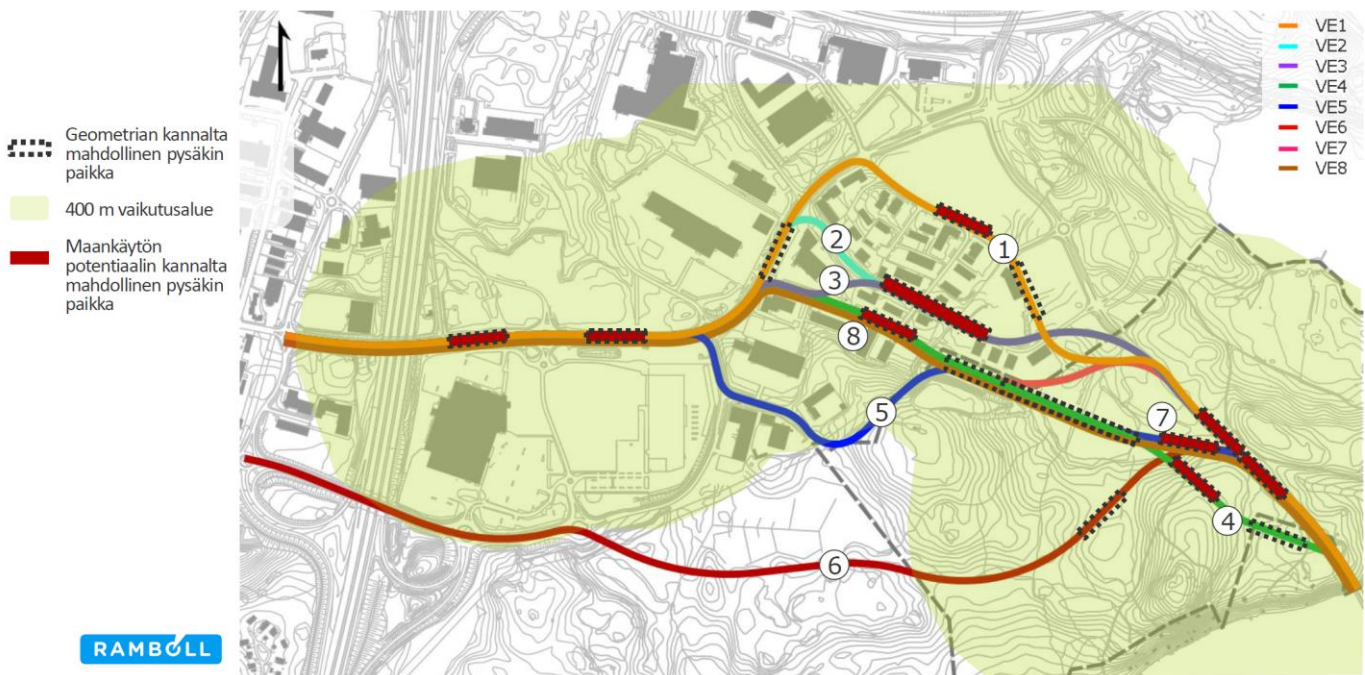 Geometrian kannalta
mahdollinen pysäkin
paikka
400 m vaikutusalue
Maankäytön
potentiaalin kannalta
mahdollinen pysäkin
paikka
RAMBOLL
VE1
VE2
VE3
VE4
VE5
VE6
VE7
VE8
1
2
3
8
5
7
4
6